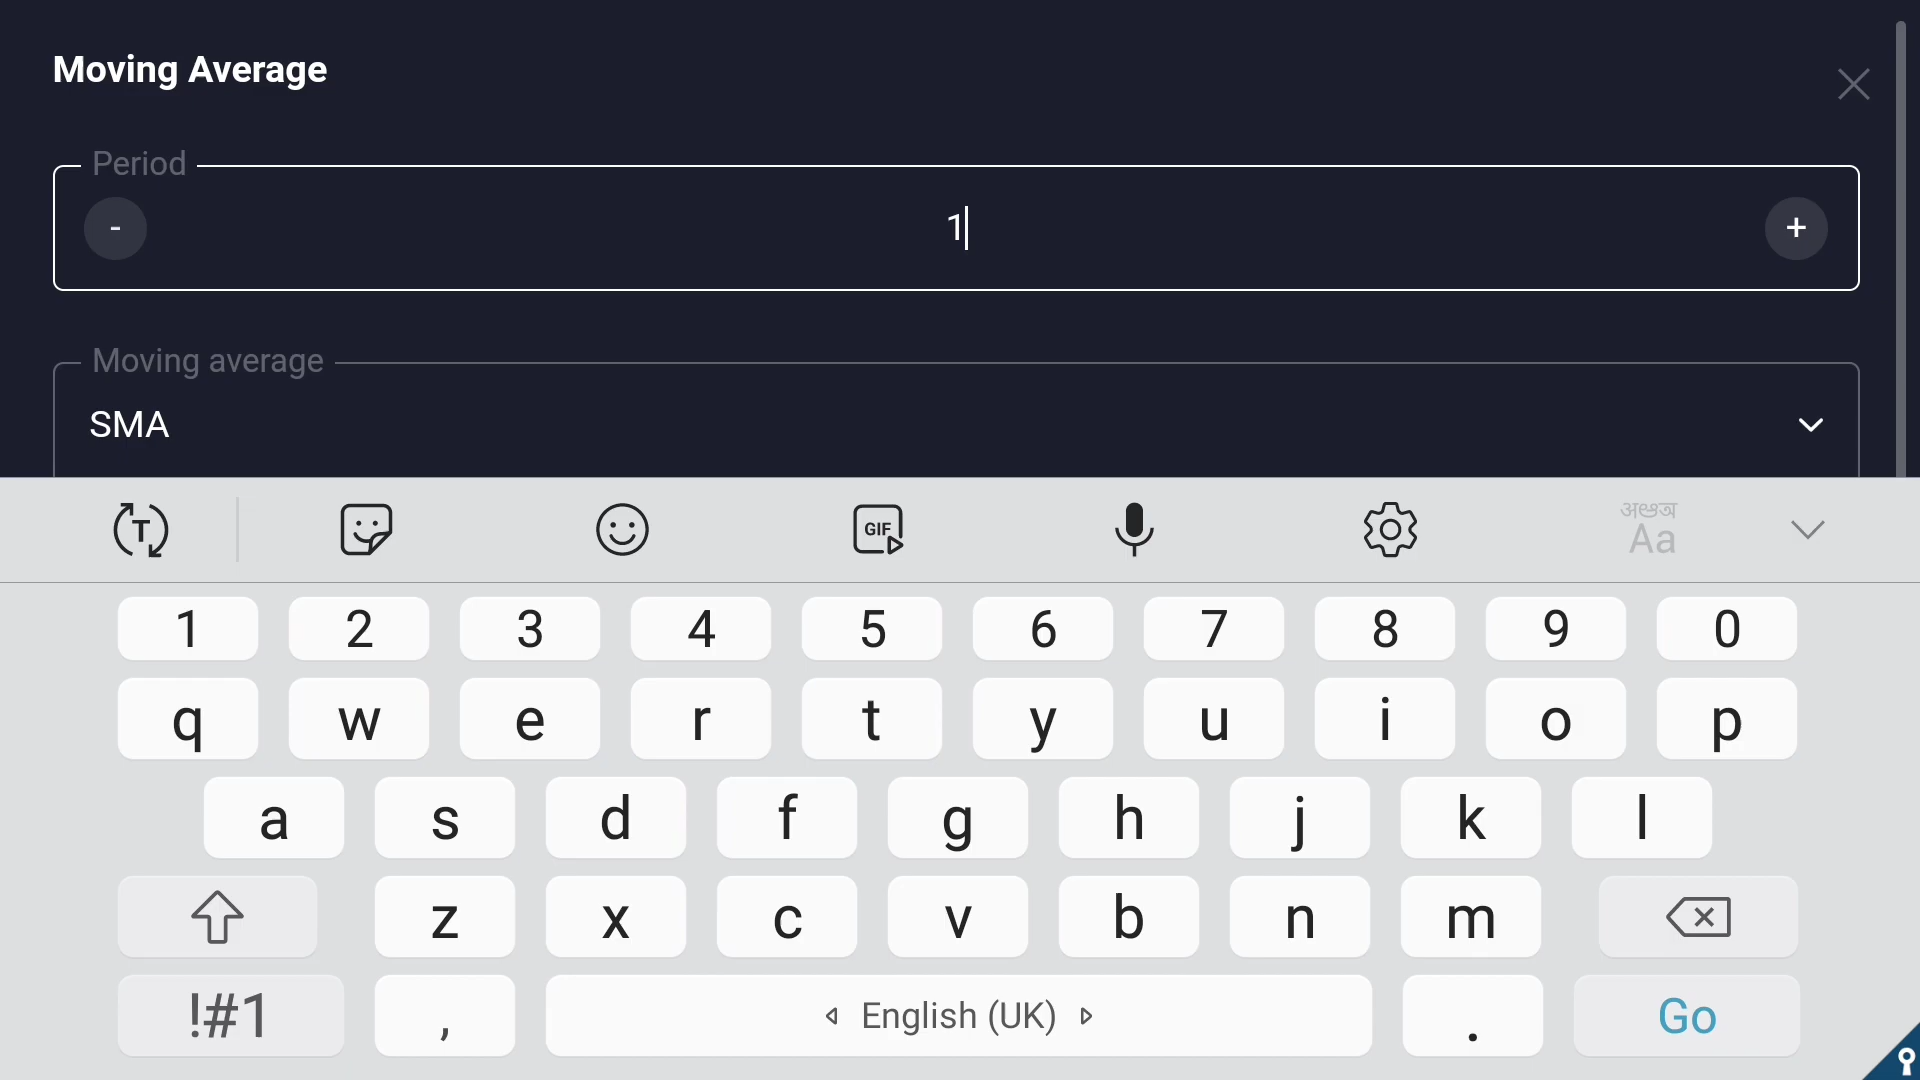 Moving Average
Period
- 1 +
Moving average
SMA
T GIF Aa
1 2 3 4 5 6 7 8 9 0
q w e r t y u i o p
a s d f g h j k l
z x c v b n m
!#1 , English (UK) . Go